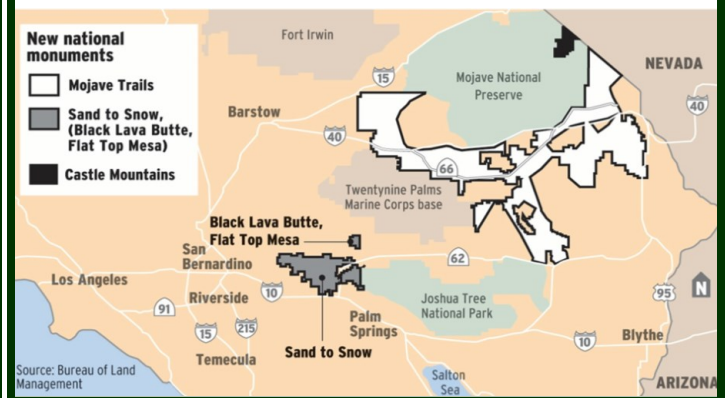 New national
monuments
Mojave Trails
Sand to Snow,
(Black Lava Butte,
Flat Top Mesa)
Castle Mountains
Fort Irwin
15
Mojave National
Preserve
NEVADA
40
Barstow
40
66
Twentynine Palms
Marine Corps base
Black Lava Butte,
Flat Top Mesa
San
Bernardino
62
Los Angeles
Riverside
10
Joshua Tree
National Park
95
N
91
15
215
Palm
Springs
10
Blythe
Temecula
Sand to Snow
Source: Bureau of Land
Management
Salton
Sea
ARIZONA